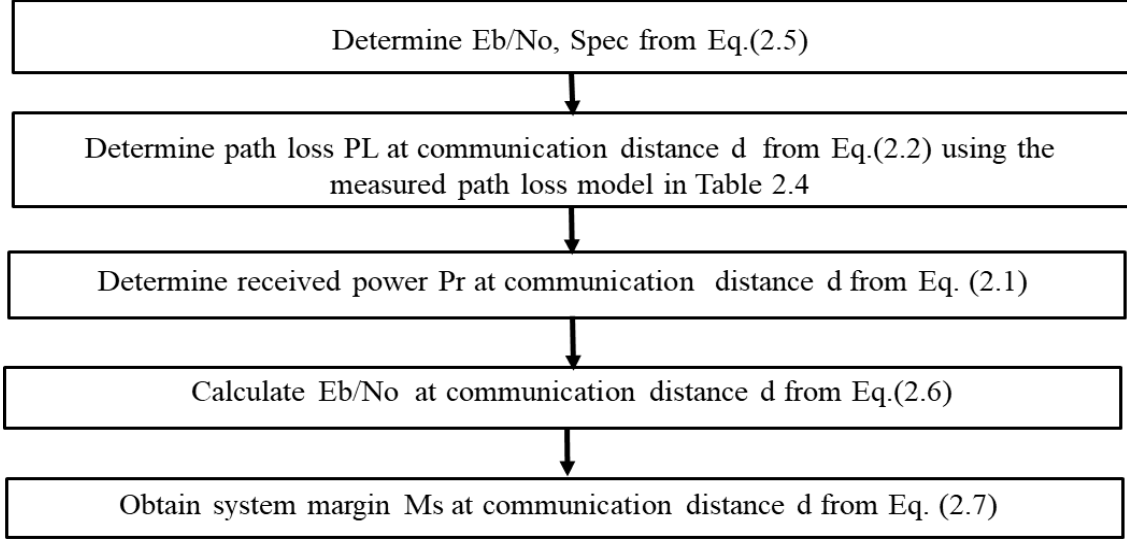 Determine Eb/No, Spec from Eq.(2.5)
Determine path loss PL at communication distance d from Eq.(2.2) using the
measured path loss model in Table 2.4
Determine received power Pr at communication distance d from Eq. (2.1)
Calculate Eb/No at communication distance d from Eq.(2.6)
Obtain system margin Ms at communication distance d from Eq. (2.7)